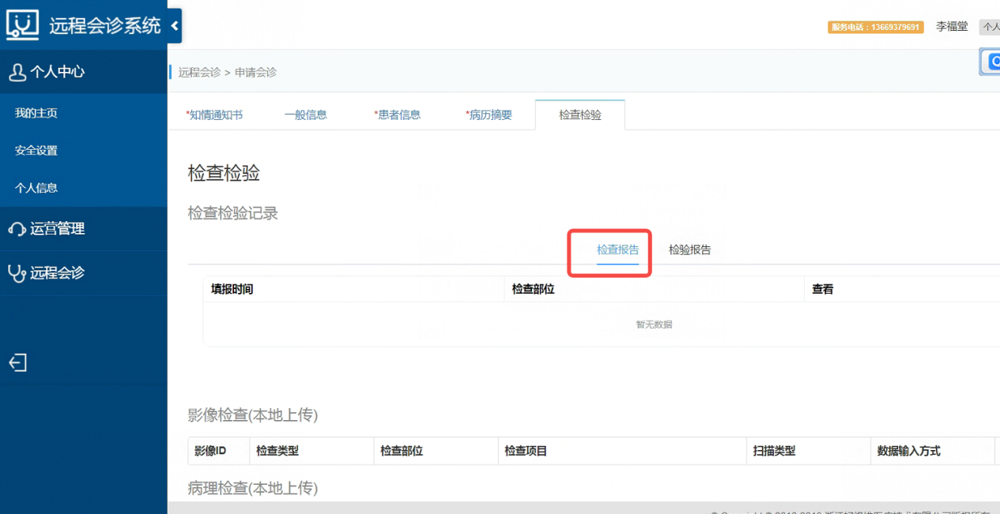 远程会诊系统
服务电话：13669379691
李福堂
个人
个人中心
我的主页
安全设置
个人信息
运营管理
远程会诊
远程会诊 > 申请会诊
*知情通知书
一般信息
*患者信息
*病历摘要
检查检验
检查检验
检查检验记录
检查报告
检验报告
填报时间
检查部位
查看
暂无数据
影像检查(本地上传)
影像ID
检查类型
检查部位
检查项目
扫描类型
数据输入方式
病理检查(本地上传)